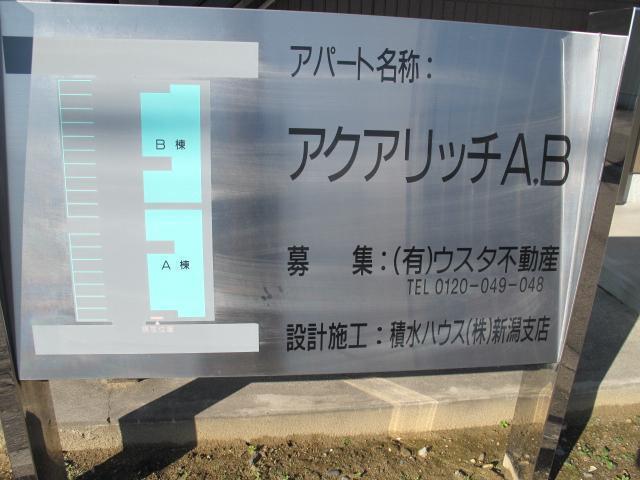 アパート名称：
アクアリッチA,B
募　集：(有)ウスタ不動産
TEL 0120-049-048
設計施工：積水ハウス(株)新潟支店
B 棟
A 棟